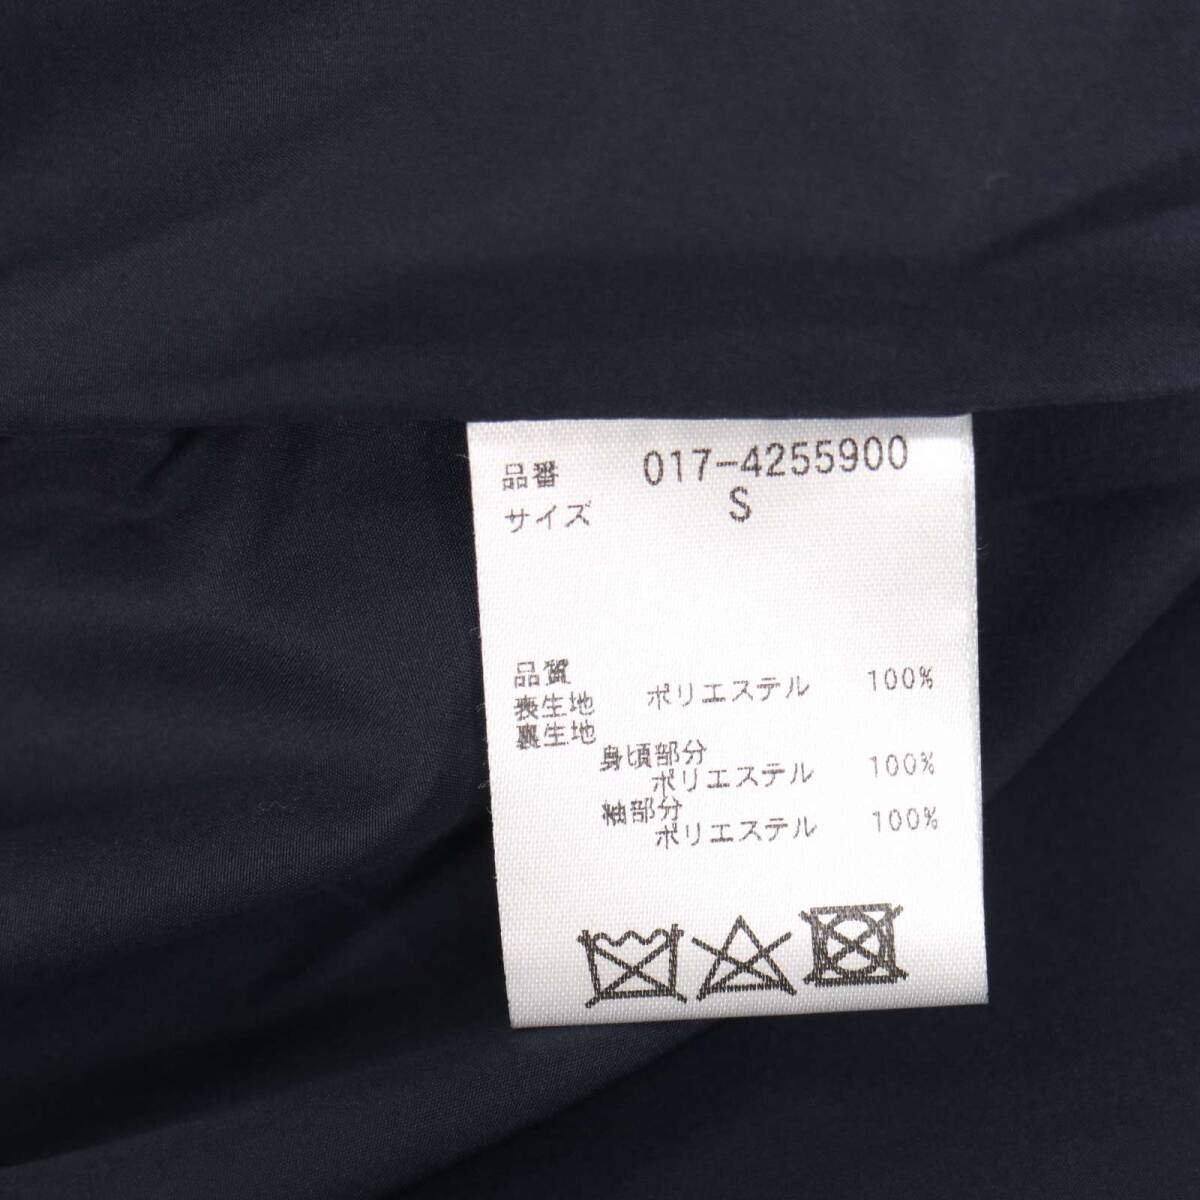 品番 017-4255900
サイズ S
品質
表生地 ポリエステル 100%
裏生地
身頃部分
ポリエステル 100%
袖部分
ポリエステル 100%